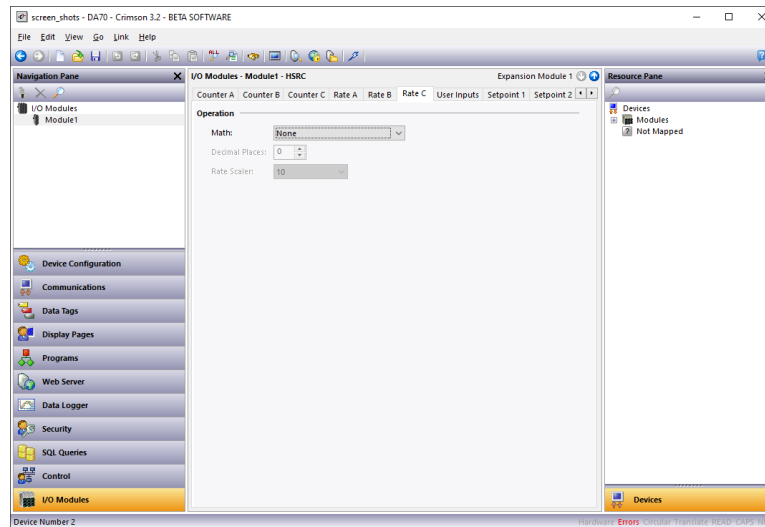 screen_shots - DA70 - Crimson 3.2 - BETA SOFTWARE
File Edit View Go Link Help
Navigation Pane
I/O Modules - Module1 - HSRC
Expansion Module 1
Resource Pane
Counter A Counter B Counter C Rate A Rate B Rate C User Inputs Setpoint 1 Setpoint 2
I/O Modules
Module1
Operation
Math: None
Decimal Places: 0
Rate Scaler: 10
Devices
Modules
Not Mapped
Device Configuration
Communications
Data Tags
Display Pages
Programs
Web Server
Data Logger
Security
SQL Queries
Control
I/O Modules
Devices
Device Number 2
Hardware Errors Circular Translate READ CAPS